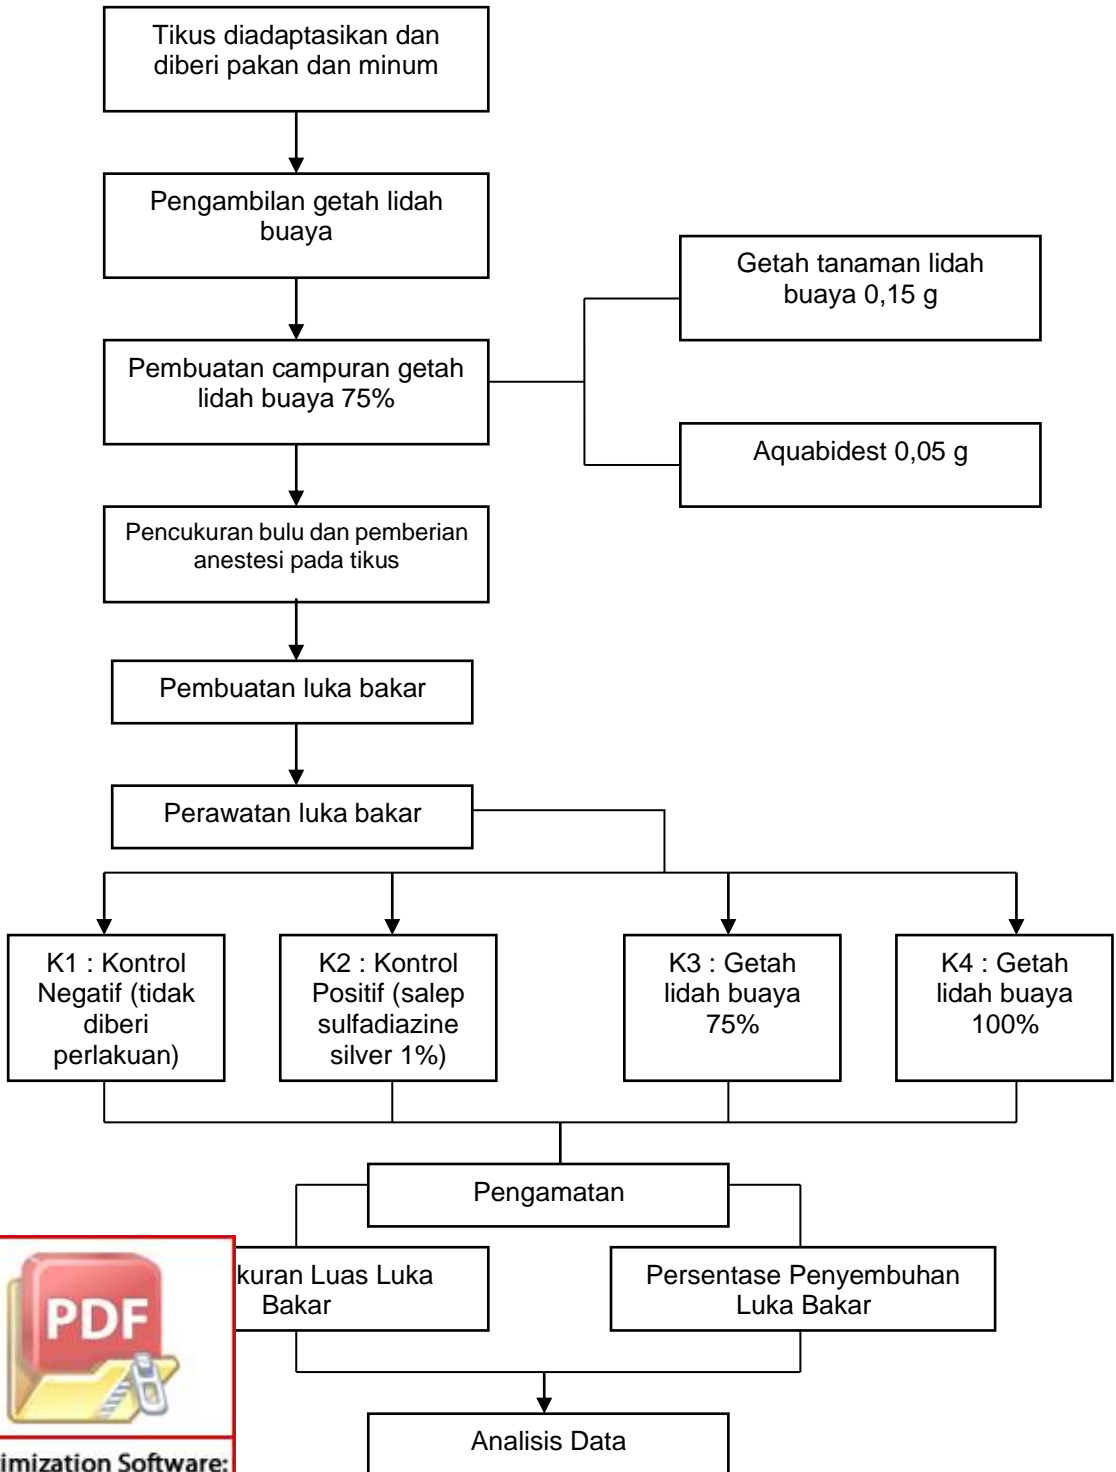 Tikus diadaptasikan dan
diberi pakan dan minum
Pengambilan getah lidah
buaya
Getah tanaman lidah
buaya 0,15 g
Pembuatan campuran getah
lidah buaya 75%
Aquabidest 0,05 g
Pencukuran bulu dan pemberian
anestesi pada tikus
Pembuatan luka bakar
Perawatan luka bakar
K1 : Kontrol
Negatif (tidak
diberi
perlakuan)
K2 : Kontrol
Positif (salep
sulfadiazine
silver 1%)
K3 : Getah
lidah buaya
75%
K4 : Getah
lidah buaya
100%
Pengamatan
kuran Luas Luka
Bakar
Persentase Penyembuhan
Luka Bakar
PDF
Analisis Data
imization Software: